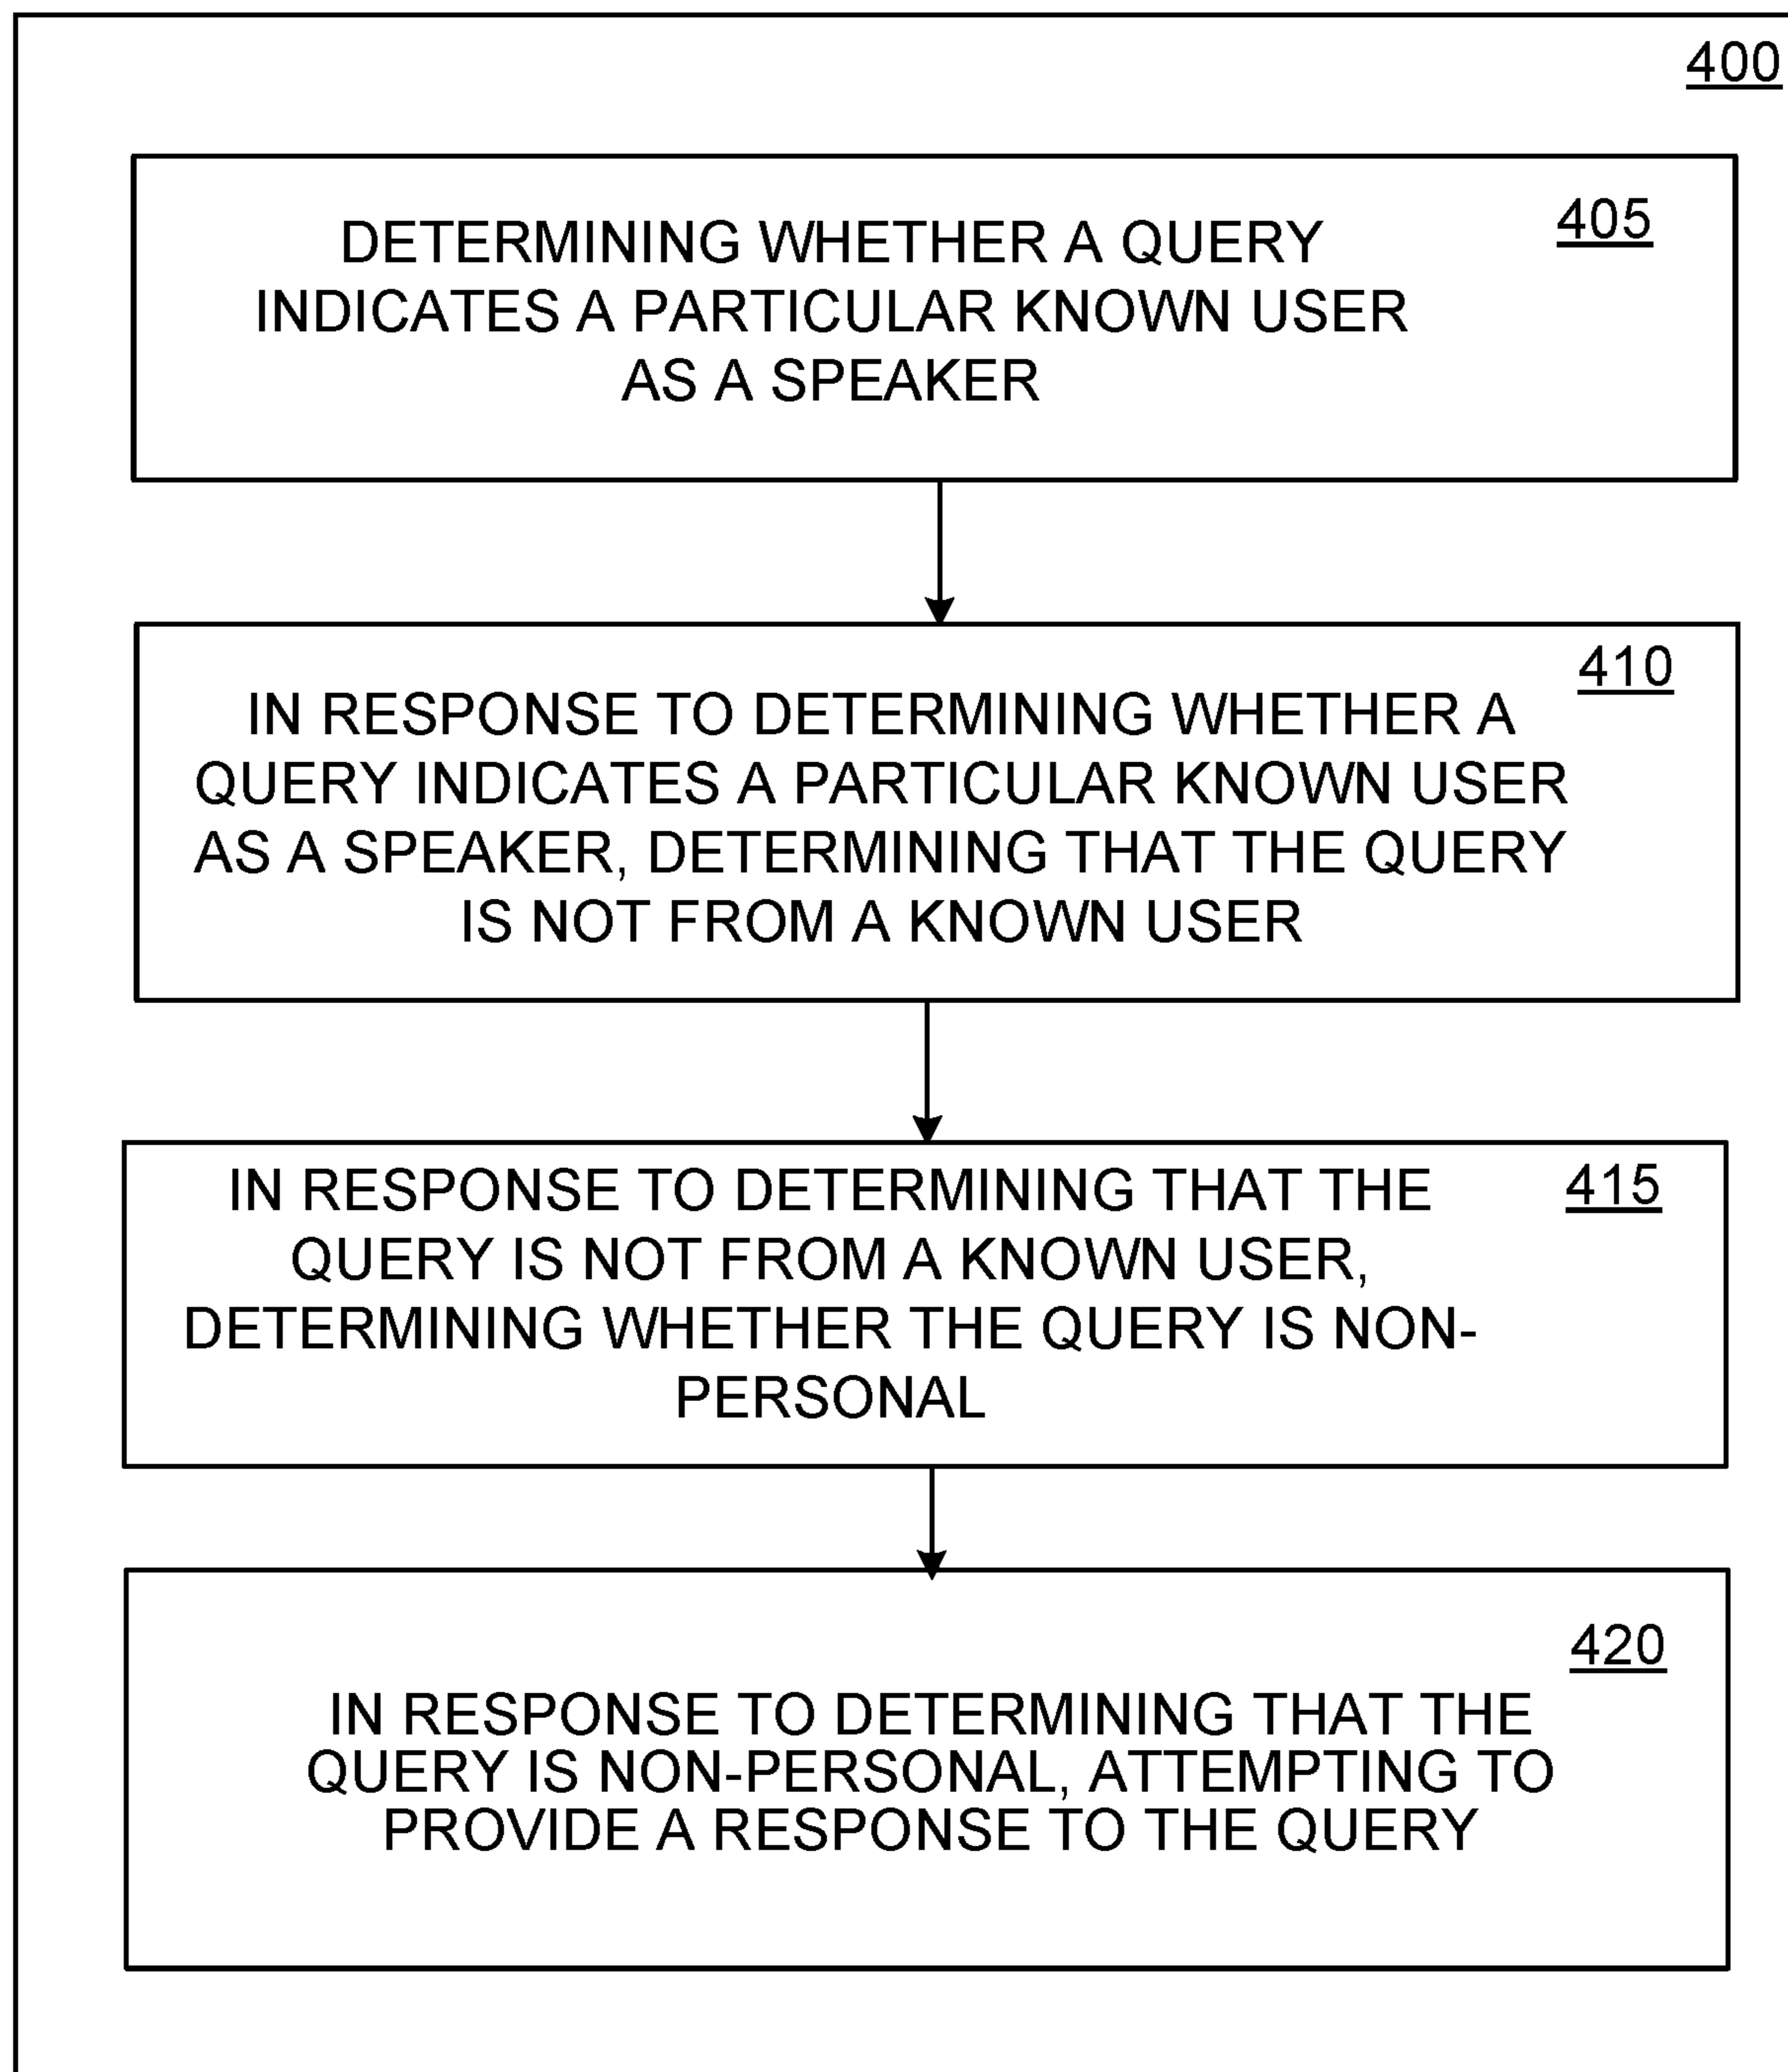 400
405
DETERMINING WHETHER A QUERY
INDICATES A PARTICULAR KNOWN USER
AS A SPEAKER
410
IN RESPONSE TO DETERMINING WHETHER A
QUERY INDICATES A PARTICULAR KNOWN USER
AS A SPEAKER, DETERMINING THAT THE QUERY
IS NOT FROM A KNOWN USER
415
IN RESPONSE TO DETERMINING THAT THE
QUERY IS NOT FROM A KNOWN USER,
DETERMINING WHETHER THE QUERY IS NON-
PERSONAL
420
IN RESPONSE TO DETERMINING THAT THE
QUERY IS NON-PERSONAL, ATTEMPTING TO
PROVIDE A RESPONSE TO THE QUERY